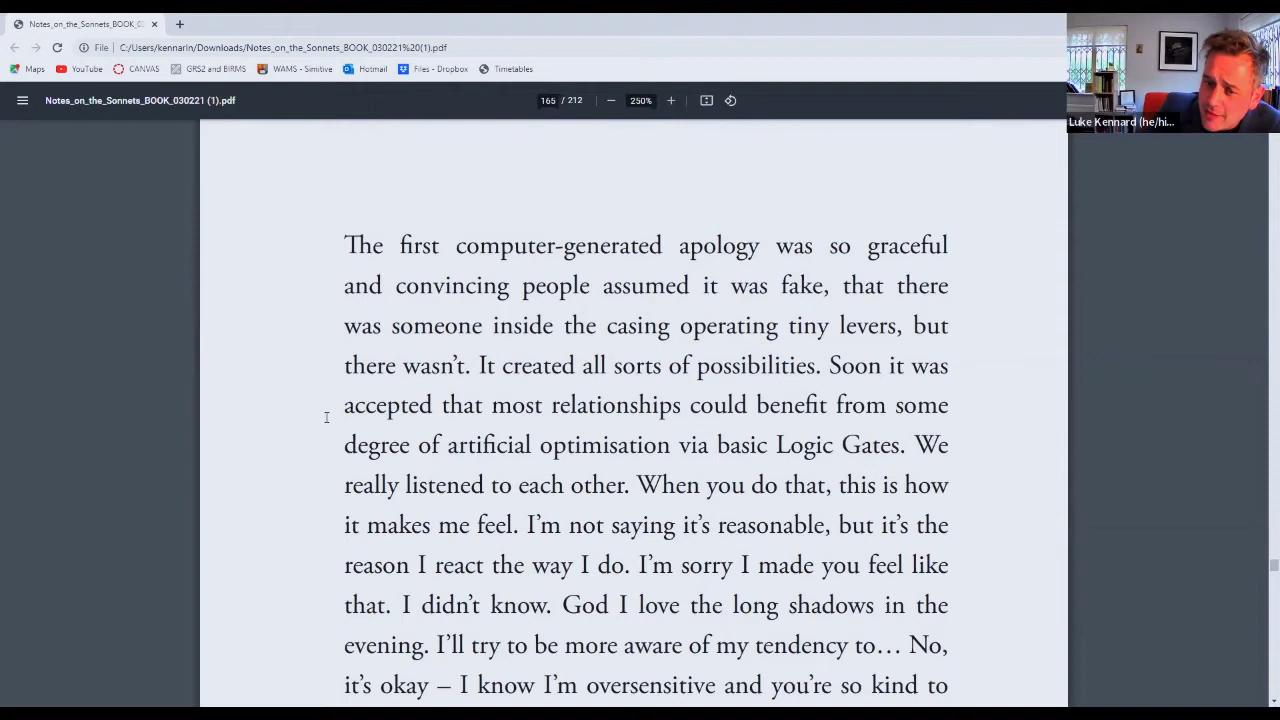 Notes_on_the_Sonnets_BOOK_03
File C:/Users/kennarin/Downloads/Notes_on_the_Sonnets_BOOK_030221%20(1).pdf
Maps YouTube CANVAS GRS2 and BIRMS WAMS - Simitive Hotmail Files - Dropbox Timetables
Notes_on_the_Sonnets_BOOK_030221 (1).pdf 165 / 212 250%
Luke Kennard (he/hi...
The first computer-generated apology was so graceful
and convincing people assumed it was fake, that there
was someone inside the casing operating tiny levers, but
there wasn't. It created all sorts of possibilities. Soon it was
accepted that most relationships could benefit from some
degree of artificial optimisation via basic Logic Gates. We
really listened to each other. When you do that, this is how
it makes me feel. I'm not saying it's reasonable, but it's the
reason I react the way I do. I'm sorry I made you feel like
that. I didn't know. God I love the long shadows in the
evening. I'll try to be more aware of my tendency to… No,
it's okay – I know I'm oversensitive and you're so kind to